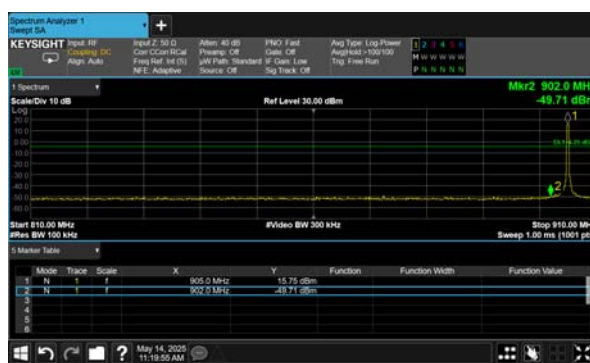 Spectrum Analyzer 1
Swept SA
+
KEYSIGHT
Input: RF
Coupling: DC
Align: Auto
Input Z: 50 Ω
Corr CCorr RCal
Freq Ref: Int (S)
NFE: Adaptive
Atten: 40 dB
Preamp: Off
µW Path: Standard
Source: Off
PNO: Fast
Gate: Off
IF Gain: Low
Sig Track: Off
Avg Type: Log-Power
Avg|Hold: >100/100
Trig: Free Run
1 2 3 4 5 6
M W W W W W
P N N N N N
1 Spectrum
Mkr2 902.0 MH
Scale/Div 10 dB
Ref Level 30.00 dBm
-49.71 dBr
Log
20.0
10.0
0.00
-10.0
-20.0
-30.0
-40.0
-50.0
-60.0
1
2
Start 810.00 MHz
#Video BW 300 kHz
Stop 910.00 MH
#Res BW 100 kHz
Sweep 1.00 ms (1001 pt
5 Marker Table
Mode Trace Scale X Y Function Function Width Function Value
1 N 1 f 905.0 MHz 15.75 dBm
2 N 1 f 902.0 MHz -49.71 dBm
3
4
5
6
?
May 14, 2025
11:19:55 AM